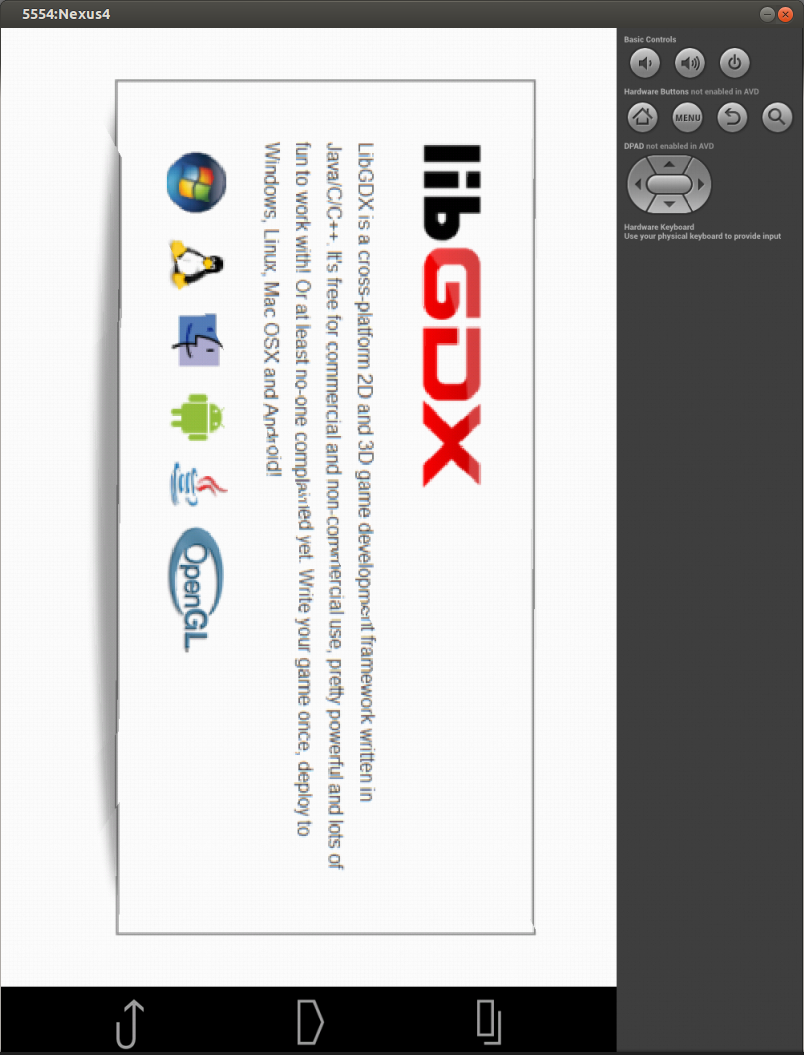 5554:Nexus4
Basic Controls
Hardware Buttons not enabled in AVD
MENU
DPAD not enabled in AVD
Hardware Keyboard
Use your physical keyboard to provide input
libGDX
LibGDX is a cross-platform 2D and 3D game development framework written in
Java/C/C++. It's free for commercial and non-commercial use, pretty powerful and lots of
fun to work with! Or at least no-one complained yet. Write your game once, deploy to
Windows, Linux, Mac OSX and Android!
OpenGL